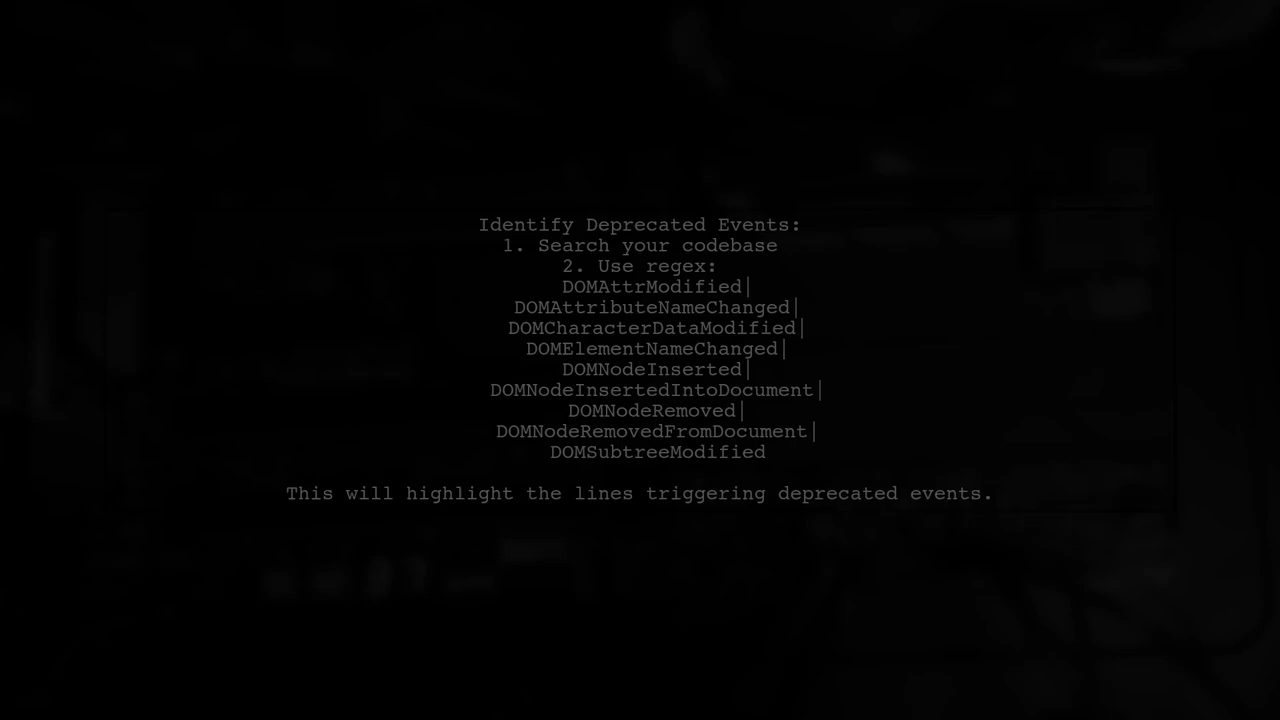 Identify Deprecated Events:
1. Search your codebase
2. Use regex:
DOMAttrModified|
DOMAttributeNameChanged|
DOMCharacterDataModified|
DOMElementNameChanged|
DOMNodeInserted|
DOMNodeInsertedIntoDocument|
DOMNodeRemoved|
DOMNodeRemovedFromDocument|
DOMSubtreeModified
This will highlight the lines triggering deprecated events.